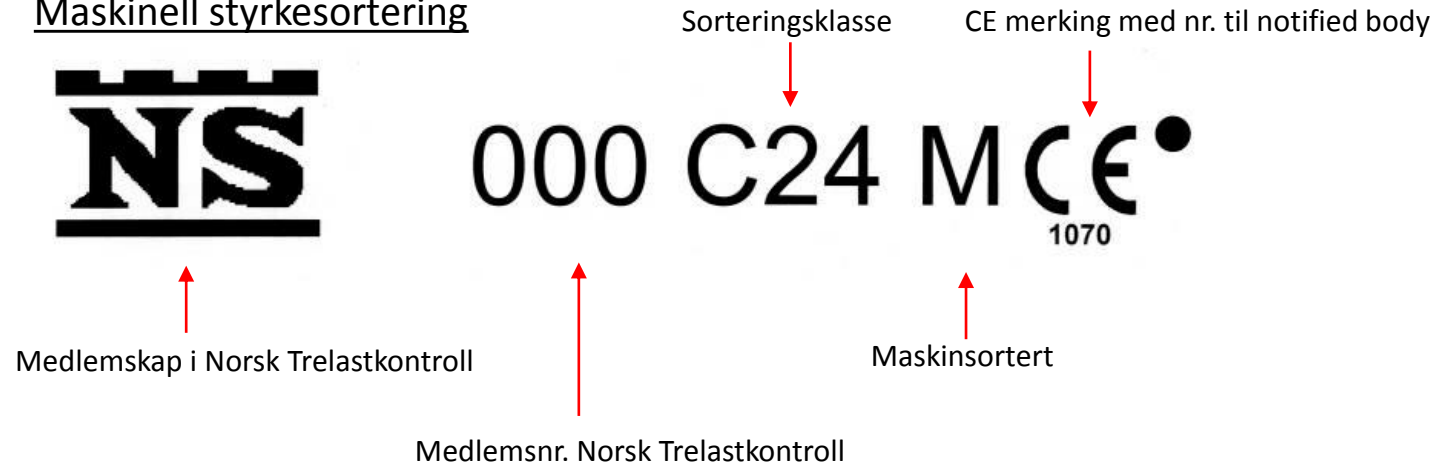 Maskinell styrkesortering
Sorteringsklasse
CE merking med nr. til notified body
NS
000 C24 M CE
1070
Medlemskap i Norsk Trelastkontroll
Maskinsortert
Medlemsnr. Norsk Trelastkontroll